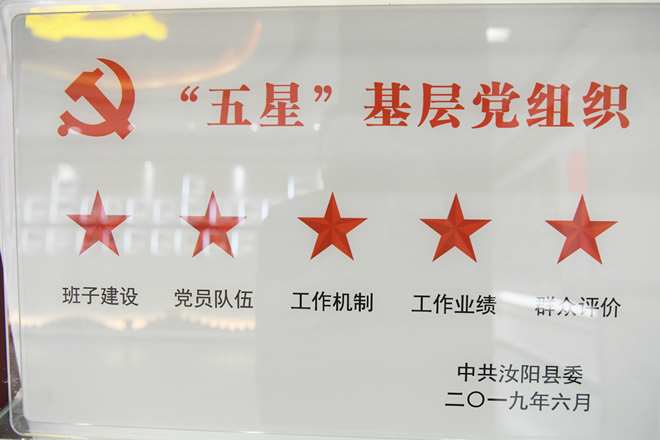 “五星”基层党组织
班子建设 党员队伍 工作机制 工作业绩 群众评价
中共汝阳县委
二〇一九年六月